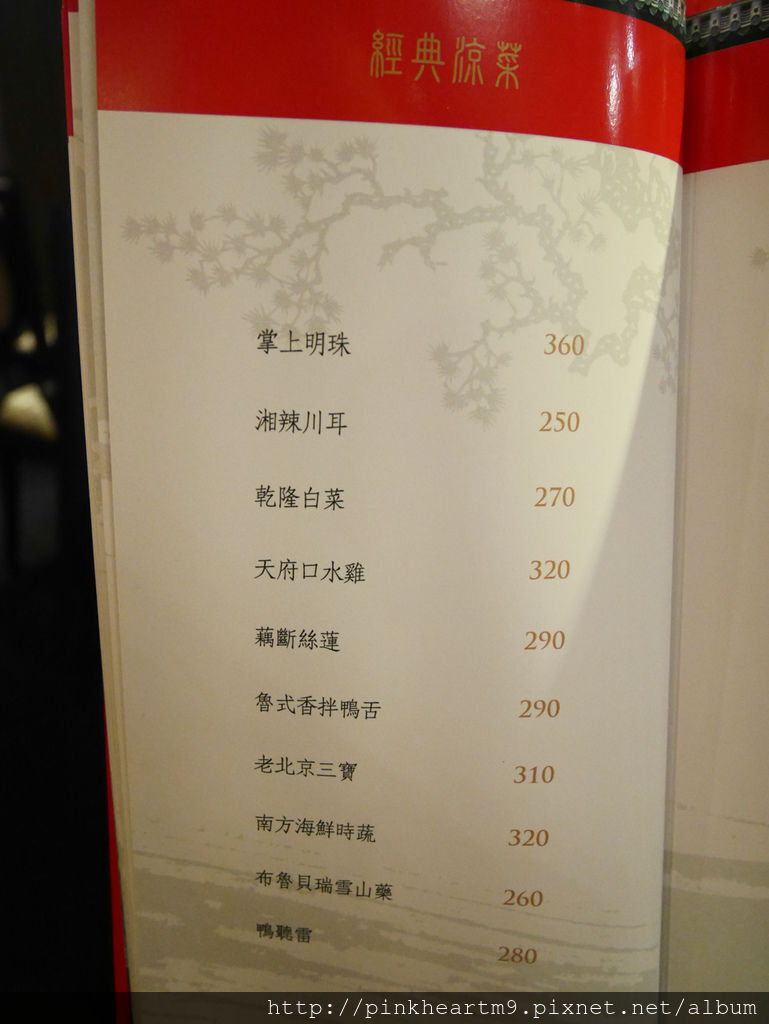 經典涼菜
掌上明珠 360
湘辣川耳 250
乾隆白菜 270
天府口水雞 320
藕斷絲蓮 290
魯式香拌鴨舌 290
老北京三寶 310
南方海鮮時蔬 320
布魯貝瑞雪山藥 260
鴨聽雷 280
http://pinkheartm9.pixnet.net/album